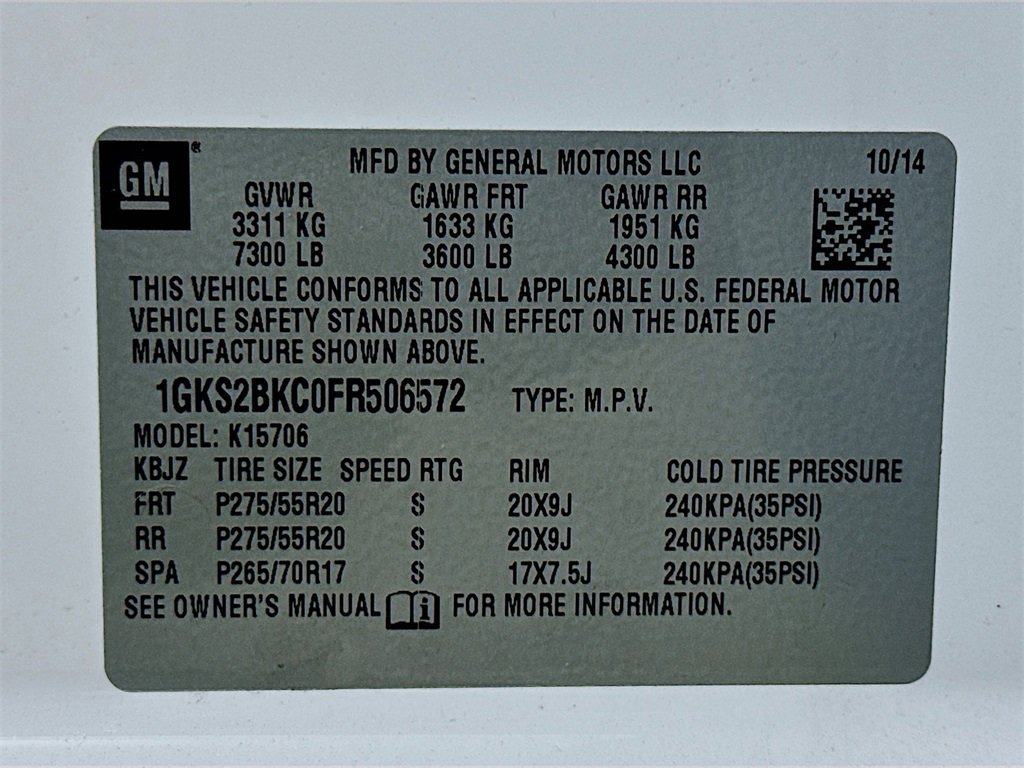 GM ® MFD BY GENERAL MOTORS LLC 10/14
GVWR GAWR FRT GAWR RR
3311 KG 1633 KG 1951 KG
7300 LB 3600 LB 4300 LB
THIS VEHICLE CONFORMS TO ALL APPLICABLE U.S. FEDERAL MOTOR
VEHICLE SAFETY STANDARDS IN EFFECT ON THE DATE OF
MANUFACTURE SHOWN ABOVE.
1GKS2BKC0FR506572 TYPE: M.P.V.
MODEL: K15706
KBJZ TIRE SIZE SPEED RTG RIM COLD TIRE PRESSURE
FRT P275/55R20 S 20X9J 240KPA(35PSI)
RR P275/55R20 S 20X9J 240KPA(35PSI)
SPA P265/70R17 S 17X7.5J 240KPA(35PSI)
SEE OWNER'S MANUAL i FOR MORE INFORMATION.